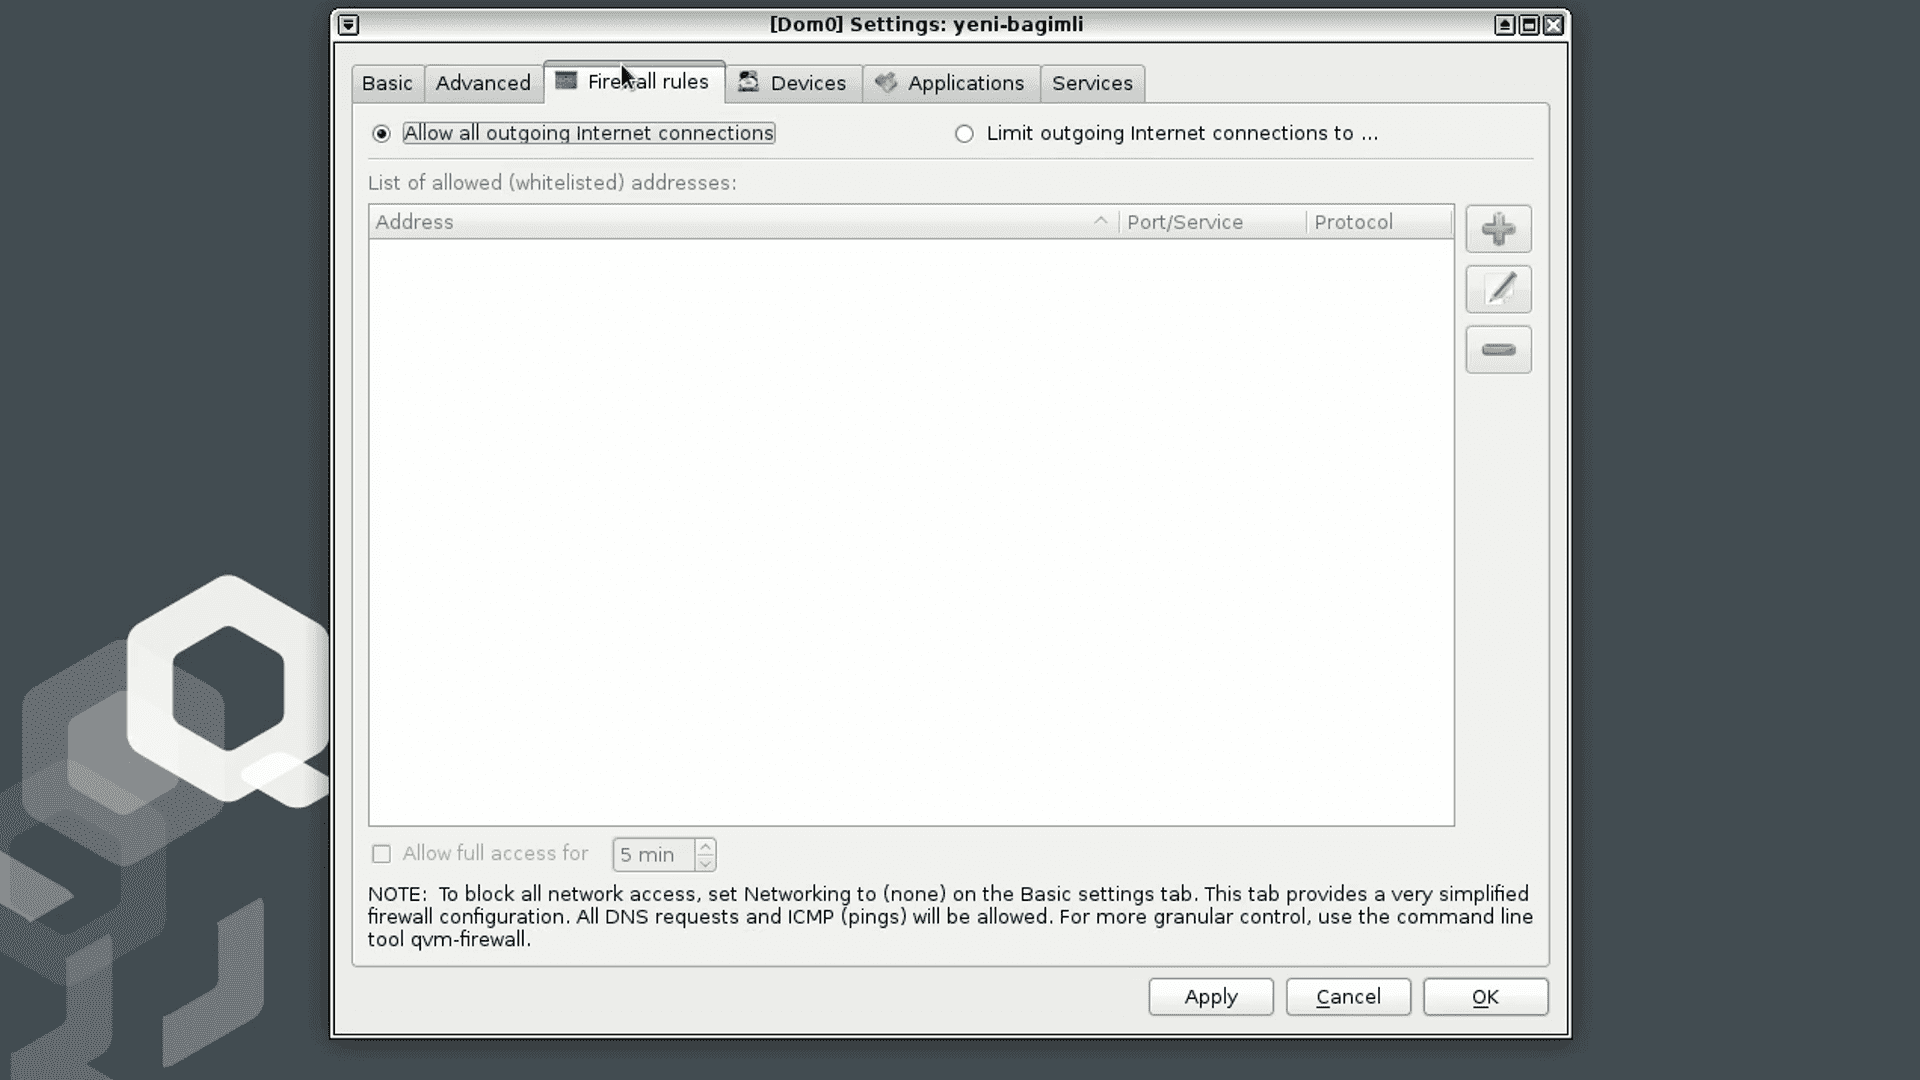 [Dom0] Settings: yeni-bagimli
Basic Advanced Firewall rules Devices Applications Services
Allow all outgoing Internet connections Limit outgoing Internet connections to ...
List of allowed (whitelisted) addresses:
Address Port/Service Protocol
Allow full access for 5 min
NOTE: To block all network access, set Networking to (none) on the Basic settings tab. This tab provides a very simplified
firewall configuration. All DNS requests and ICMP (pings) will be allowed. For more granular control, use the command line
tool qvm-firewall.
Apply Cancel OK